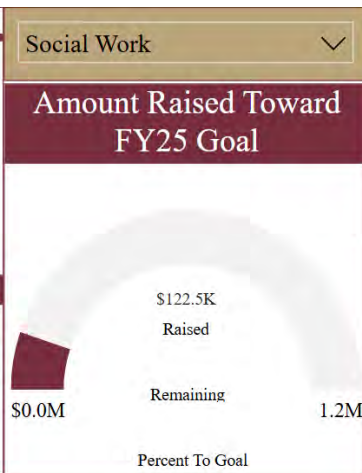 Social Work
Amount Raised Toward
FY25 Goal
$122.5K
Raised
Remaining
$0.0M
1.2M
Percent To Goal